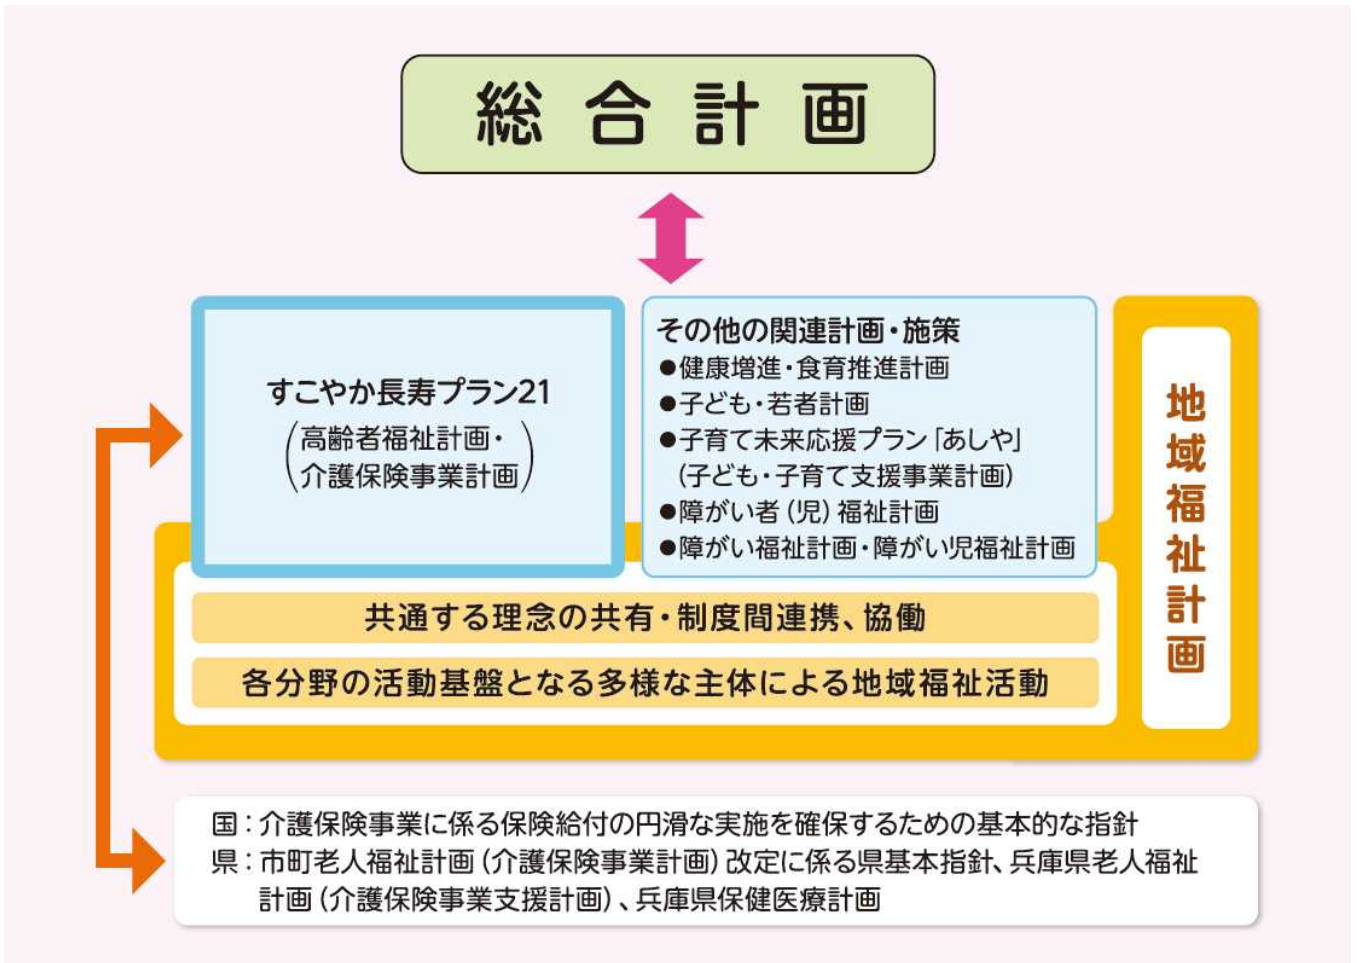 総合計画
すこやか長寿プラン21
(高齢者福祉計画・
介護保険事業計画)
その他の関連計画・施策
●健康増進・食育推進計画
●子ども・若者計画
●子育て未来応援プラン「あしや」
(子ども・子育て支援事業計画)
●障がい者(児)福祉計画
●障がい福祉計画・障がい児福祉計画
地域福祉計画
共通する理念の共有・制度間連携、協働
各分野の活動基盤となる多様な主体による地域福祉活動
国:介護保険事業に係る保険給付の円滑な実施を確保するための基本的な指針
県:市町老人福祉計画(介護保険事業計画)改定に係る県基本指針、兵庫県老人福祉
計画(介護保険事業支援計画)、兵庫県保健医療計画